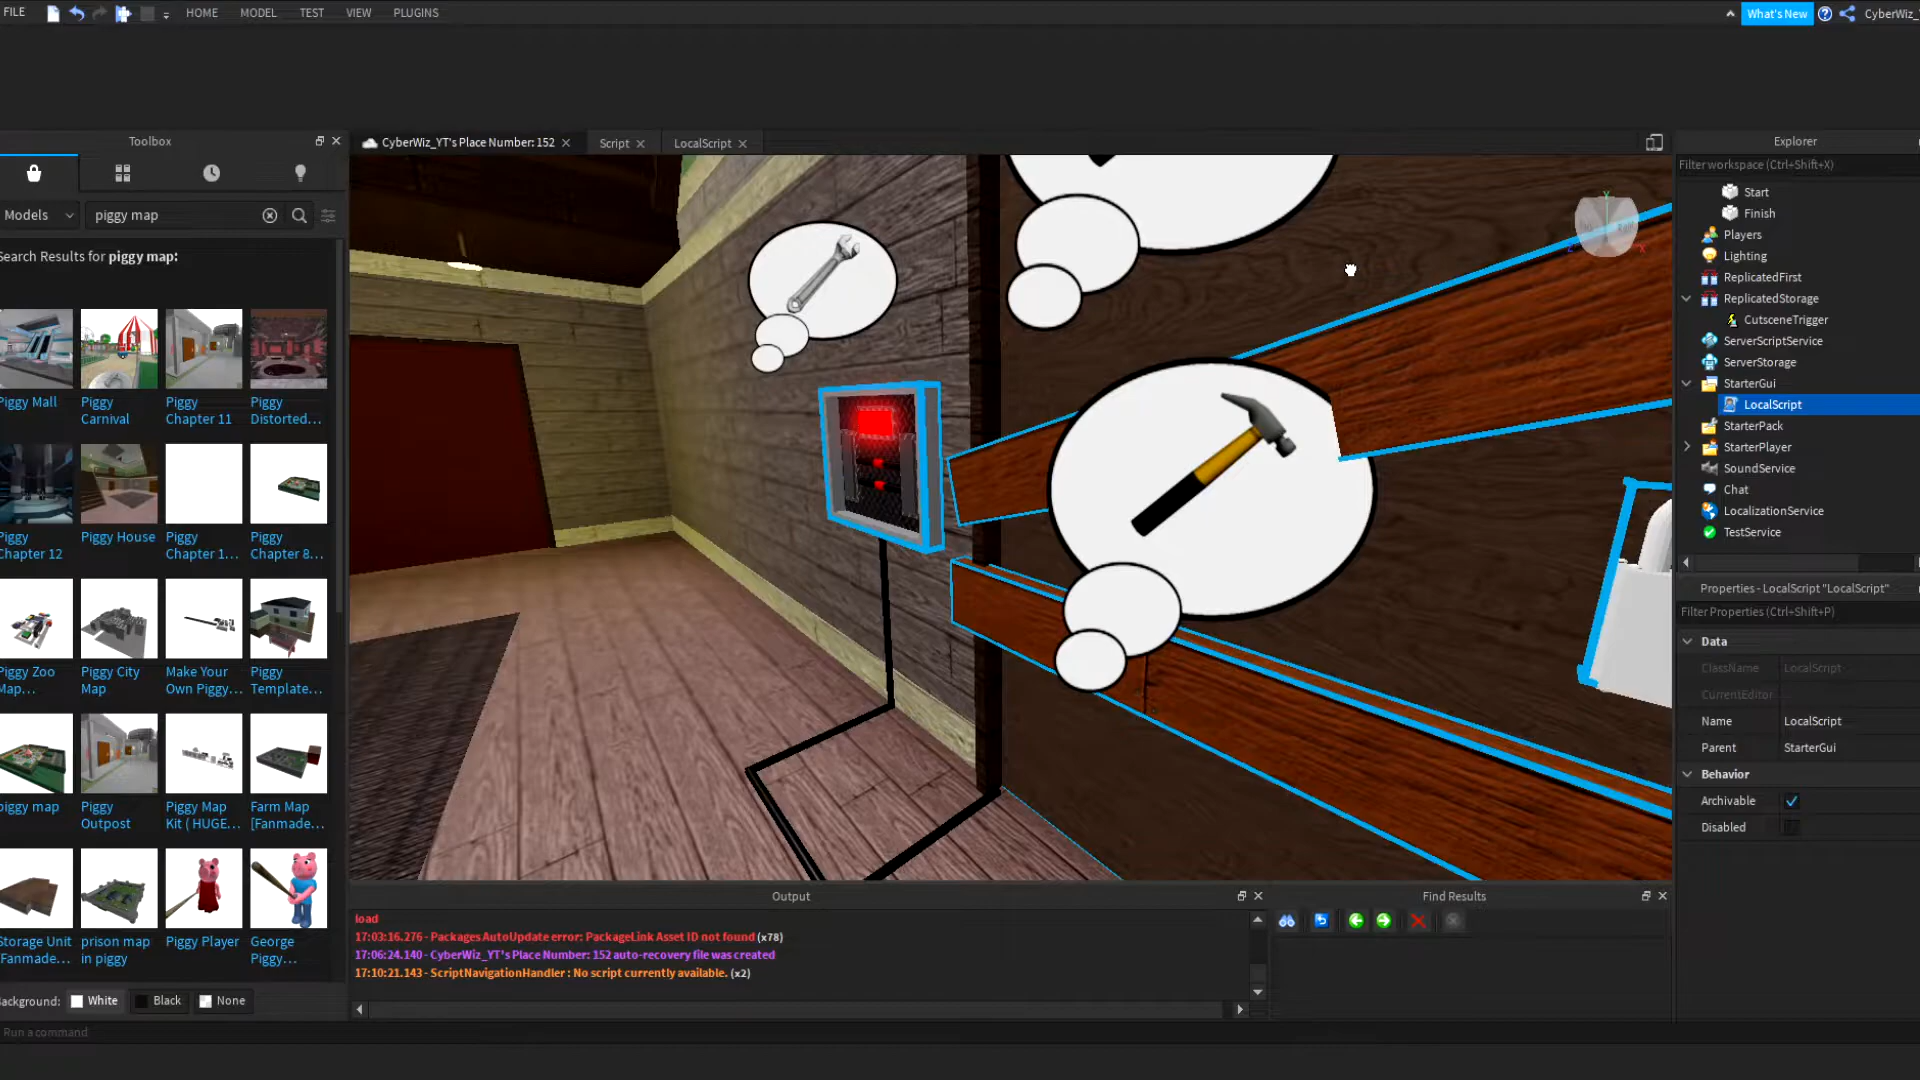 FILE
HOME
MODEL
TEST
VIEW
PLUGINS
What's New
CyberWiz_
Toolbox
CyberWiz_YT's Place Number: 152
Script
LocalScript
Explorer
Models
piggy map
Search Results for piggy map:
Piggy Mall
Piggy
Carnival
Piggy
Chapter 11
Piggy
Distorted...
Piggy
Chapter 12
Piggy House
Piggy
Chapter 1...
Piggy
Chapter 8...
Piggy Zoo
Map...
Piggy City
Map
Make Your
Own Piggy...
Piggy
Template...
piggy map
Piggy
Outpost
Piggy Map
Kit ( HUGE...
Farm Map
[Fanmade...
Storage Unit
[Fanmade...
prison map
in piggy
Piggy Player
George
Piggy...
Background:
White
Black
None
Run a command
Output
load
17:03:16.276 - Packages AutoUpdate error: PackageLink Asset ID not found (x78)
17:06:24.140 - CyberWiz_YT's Place Number: 152 auto-recovery file was created
17:10:21.143 - ScriptNavigationHandler : No script currently available. (x2)
Find Results
Filter workspace (Ctrl+Shift+X)
Start
Finish
Players
Lighting
ReplicatedFirst
ReplicatedStorage
CutsceneTrigger
ServerScriptService
ServerStorage
StarterGui
LocalScript
StarterPack
StarterPlayer
SoundService
Chat
LocalizationService
TestService
Properties - LocalScript "LocalScript"
Filter Properties (Ctrl+Shift+P)
Data
ClassName
LocalScript
CurrentEditor
Name
LocalScript
Parent
StarterGui
Behavior
Archivable
Disabled